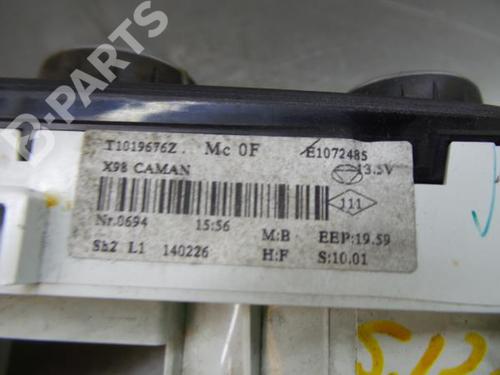 B-PARTS
T1019676Z. Mc 0F E1072485
X98 CAMAN 13.5V
111
Nr.0694 15:56 M:B EEP:19.59
Sh2 L1 140226 H:F S:10.01